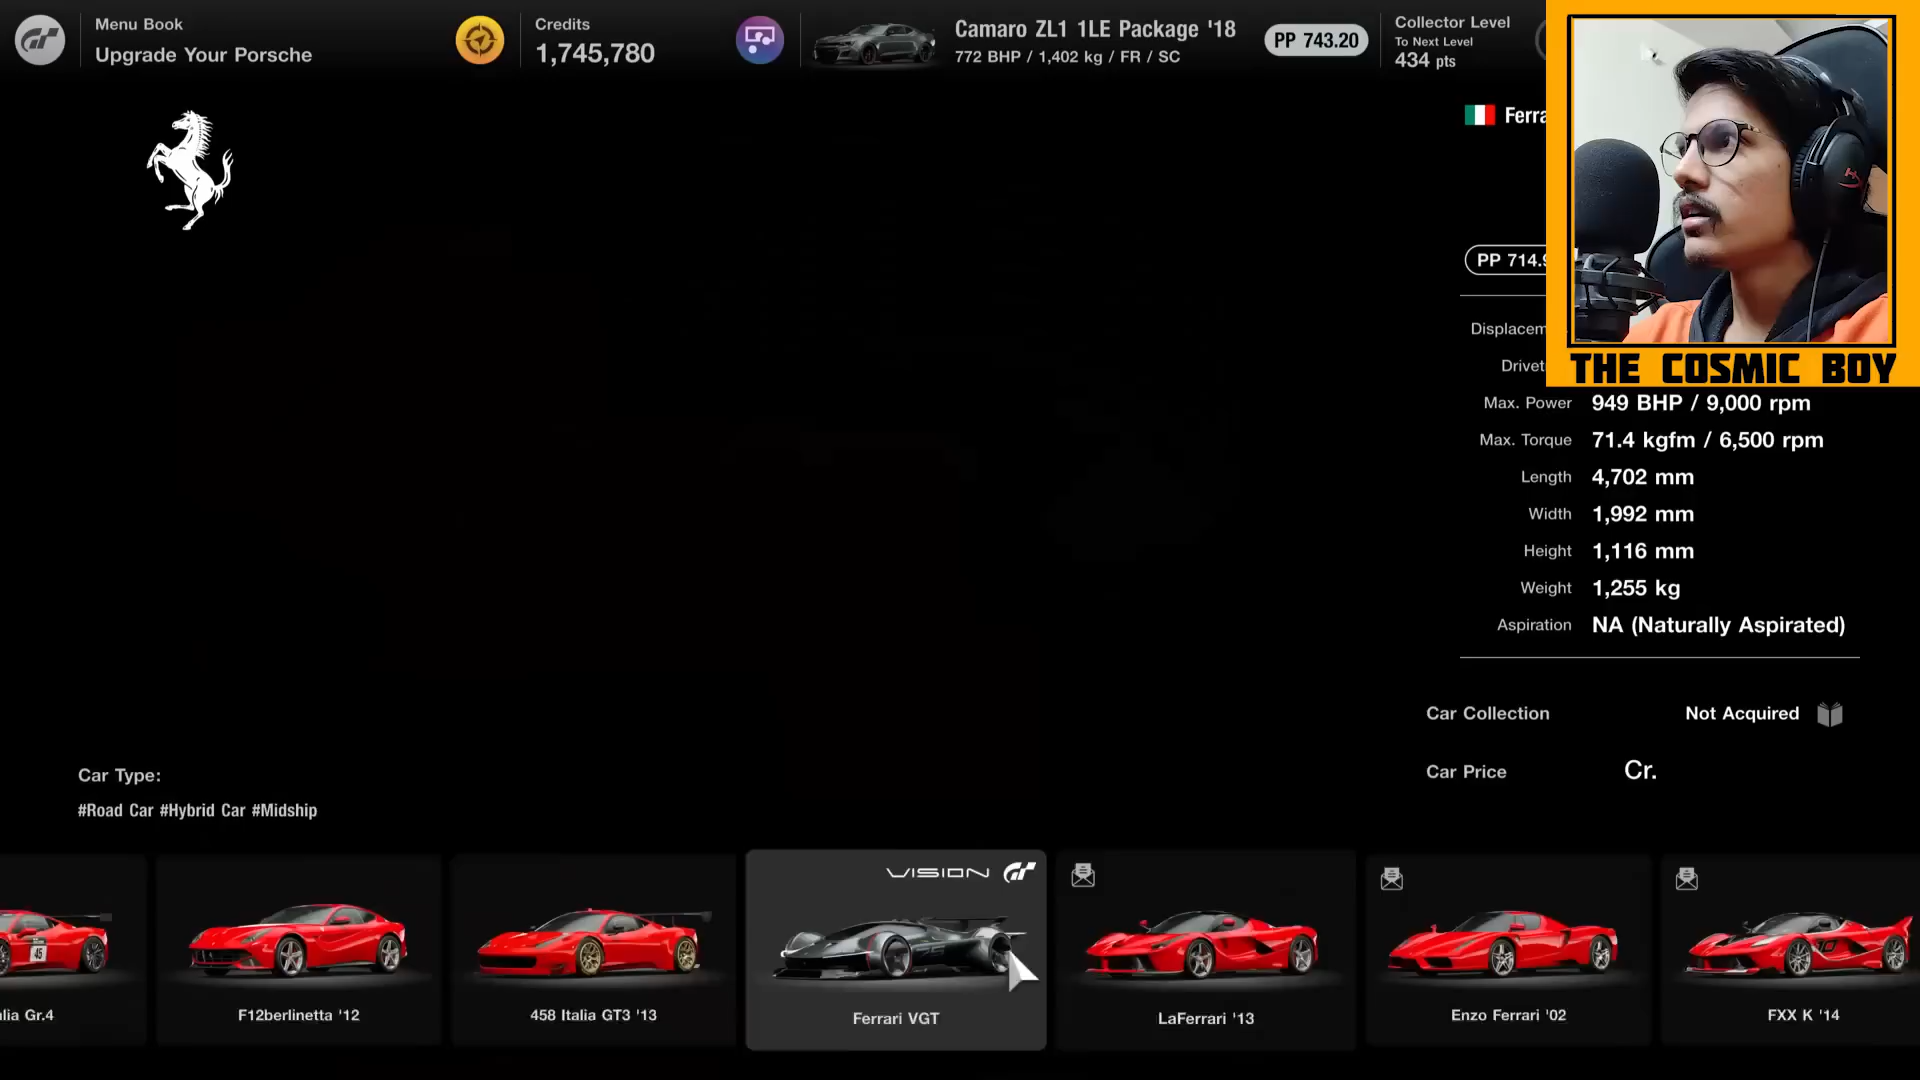 Menu Book
Upgrade Your Porsche
Credits
1,745,780
Camaro ZL1 1LE Package '18
772 BHP / 1,402 kg / FR / SC
PP 743.20
Collector Level
To Next Level
434 pts
PP 714.9
THE COSMIC BOY
Max. Power 949 BHP / 9,000 rpm
Max. Torque 71.4 kgfm / 6,500 rpm
Length 4,702 mm
Width 1,992 mm
Height 1,116 mm
Weight 1,255 kg
Aspiration NA (Naturally Aspirated)
Car Collection Not Acquired
Car Price Cr.
Car Type:
#Road Car #Hybrid Car #Midship
VISION GT
Gr.4
F12berlinetta '12
458 Italia GT3 '13
Ferrari VGT
LaFerrari '13
Enzo Ferrari '02
FXX K '14